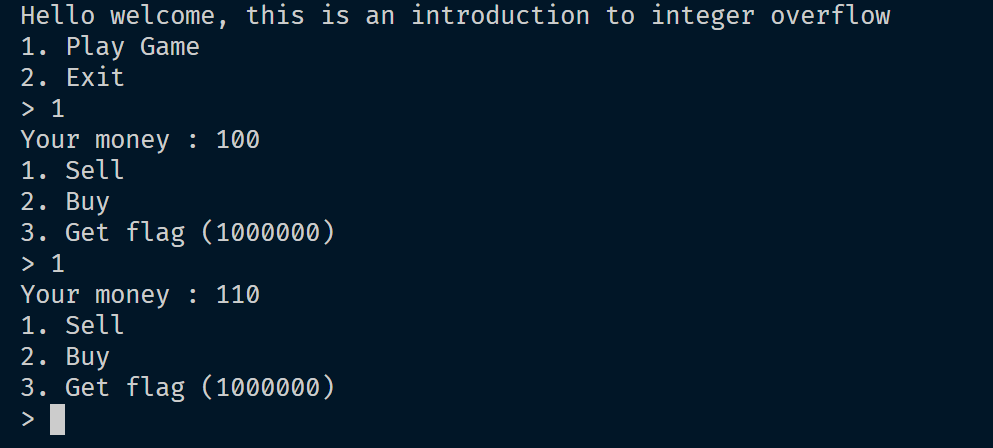 Hello welcome, this is an introduction to integer overflow
1. Play Game
2. Exit
> 1
Your money : 100
1. Sell
2. Buy
3. Get flag (1000000)
> 1
Your money : 110
1. Sell
2. Buy
3. Get flag (1000000)
>